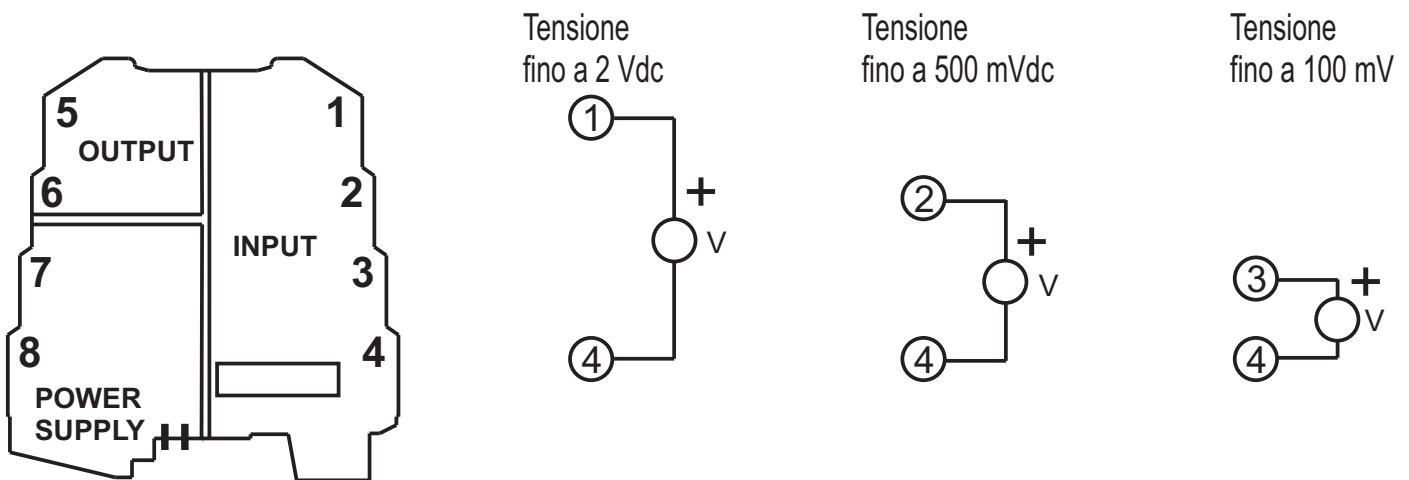 5
OUTPUT
6
7
8
POWER
SUPPLY
1
2
INPUT
3
4
Tensione
fino a 2 Vdc
1
+
V
4
Tensione
fino a 500 mVdc
2
+
V
4
Tensione
fino a 100 mV
3
+
V
4